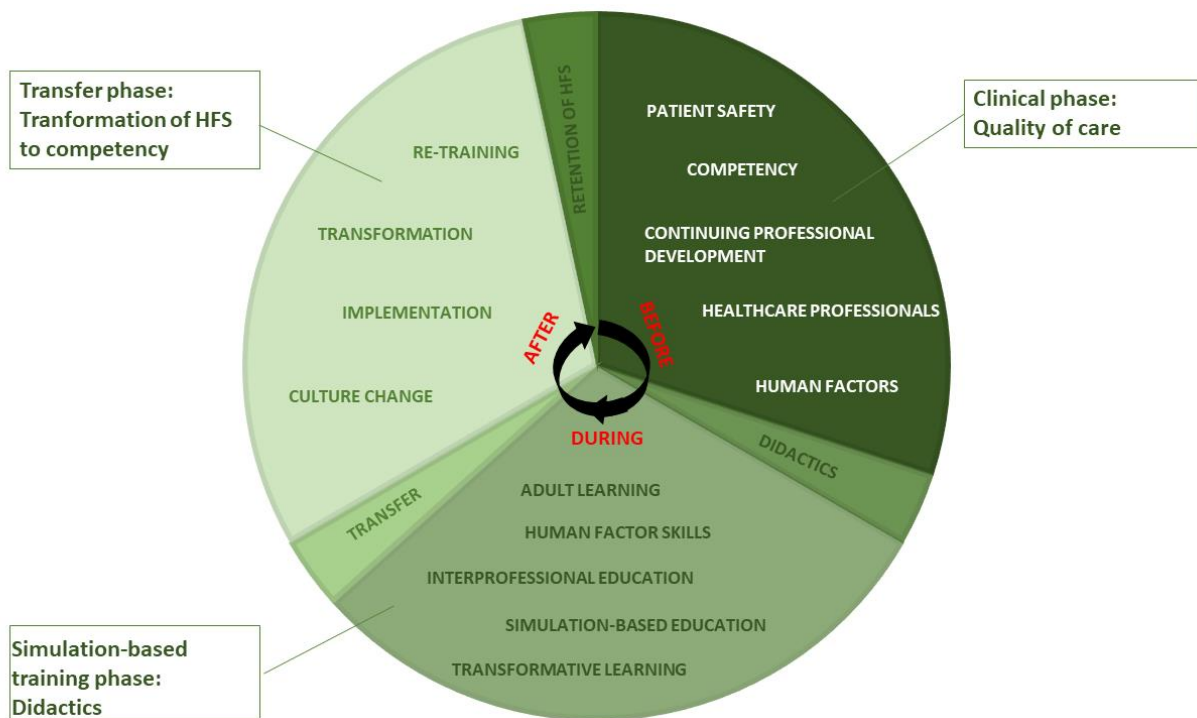 Transfer phase:
Tranformation of HFS
to competency
RE-TRAINING
TRANSFORMATION
IMPLEMENTATION
CULTURE CHANGE
RETENTION OF HFS
PATIENT SAFETY
COMPETENCY
CONTINUING PROFESSIONAL
DEVELOPMENT
HEALTHCARE PROFESSIONALS
HUMAN FACTORS
Clinical phase:
Quality of care
AFTER
BEFORE
DURING
DIDACTICS
TRANSFER
ADULT LEARNING
HUMAN FACTOR SKILLS
INTERPROFESSIONAL EDUCATION
SIMULATION-BASED EDUCATION
TRANSFORMATIVE LEARNING
Simulation-based
training phase:
Didactics